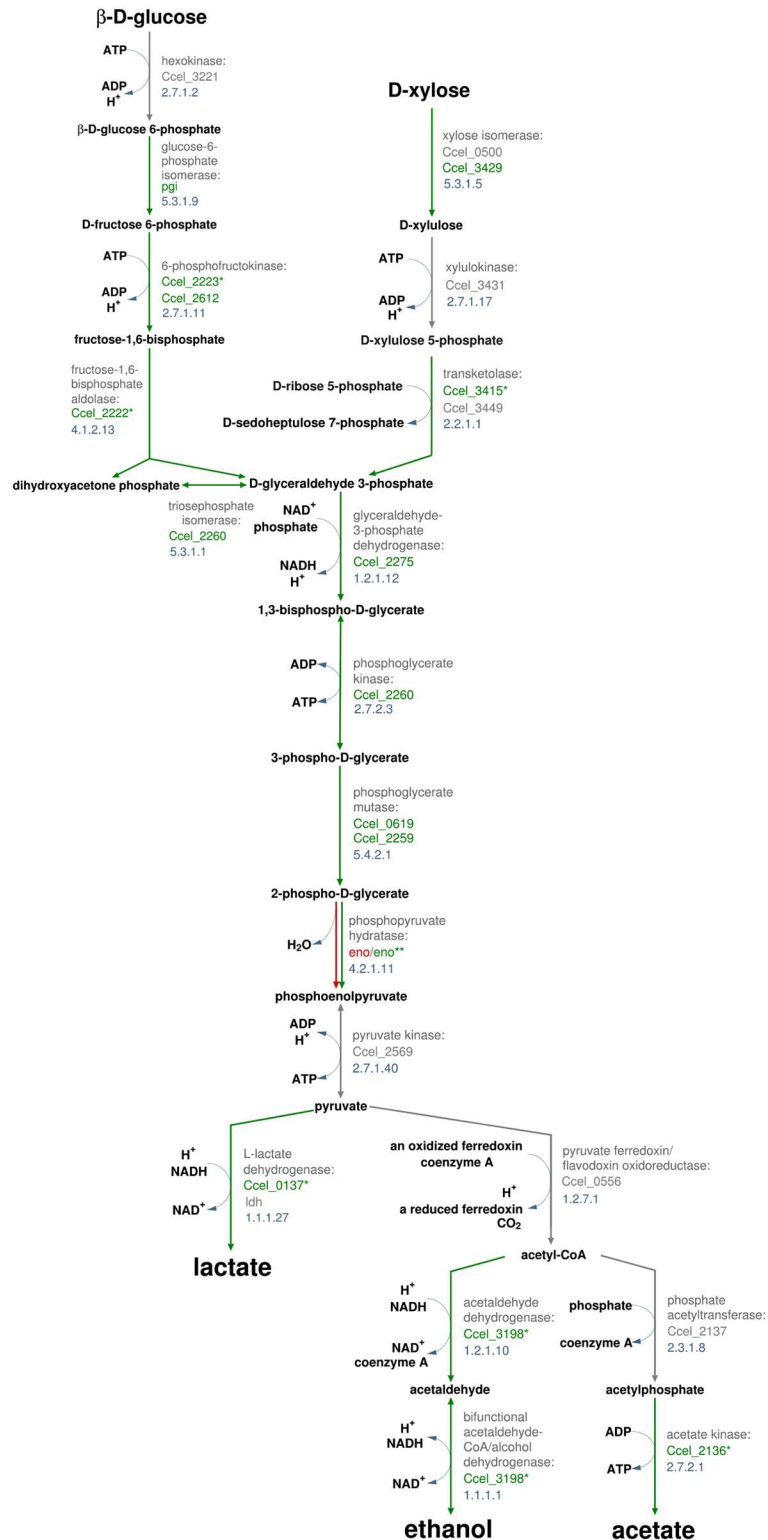 β-D-glucose
ATP
ADP
H⁺
hexokinase:
Ccel_3221
2.7.1.2
β-D-glucose 6-phosphate
glucose-6-
phosphate
isomerase:
pgi
5.3.1.9
D-fructose 6-phosphate
ATP
ADP
H⁺
6-phosphofructokinase:
Ccel_2223*
Ccel_2612
2.7.1.11
fructose-1,6-bisphosphate
fructose-1,6-
bisphosphate
aldolase:
Ccel_2222*
4.1.2.13
D-xylose
xylose isomerase:
Ccel_0500
Ccel_3429
5.3.1.5
D-xylulose
ATP
ADP
H⁺
xylulokinase:
Ccel_3431
2.7.1.17
D-xylulose 5-phosphate
D-ribose 5-phosphate
D-sedoheptulose 7-phosphate
transketolase:
Ccel_3415*
Ccel_3449
2.2.1.1
dihydroxyacetone phosphate
D-glyceraldehyde 3-phosphate
triosephosphate
isomerase:
Ccel_2260
5.3.1.1
NAD⁺
phosphate
NADH
H⁺
glyceraldehyde-
3-phosphate
dehydrogenase:
Ccel_2275
1.2.1.12
1,3-bisphospho-D-glycerate
ADP
ATP
phosphoglycerate
kinase:
Ccel_2260
2.7.2.3
3-phospho-D-glycerate
phosphoglycerate
mutase:
Ccel_0619
Ccel_2259
5.4.2.1
2-phospho-D-glycerate
H₂O
phosphopyruvate
hydratase:
eno/eno**
4.2.1.11
phosphoenolpyruvate
ADP
H⁺
ATP
pyruvate kinase:
Ccel_2569
2.7.1.40
pyruvate
H⁺
NADH
NAD⁺
L-lactate
dehydrogenase:
Ccel_0137*
ldh
1.1.1.27
lactate
an oxidized ferredoxin
coenzyme A
H⁺
a reduced ferredoxin
CO₂
pyruvate ferredoxin/
flavodoxin oxidoreductase:
Ccel_0556
1.2.7.1
acetyl-CoA
H⁺
NADH
NAD⁺
coenzyme A
acetaldehyde
dehydrogenase:
Ccel_3198*
1.2.1.10
phosphate
coenzyme A
phosphate
acetyltransferase:
Ccel_2137
2.3.1.8
acetaldehyde
acetylphosphate
H⁺
NADH
NAD⁺
bifunctional
acetaldehyde-
CoA/alcohol
dehydrogenase:
Ccel_3198*
1.1.1.1
ADP
ATP
acetate kinase:
Ccel_2136*
2.7.2.1
ethanol
acetate